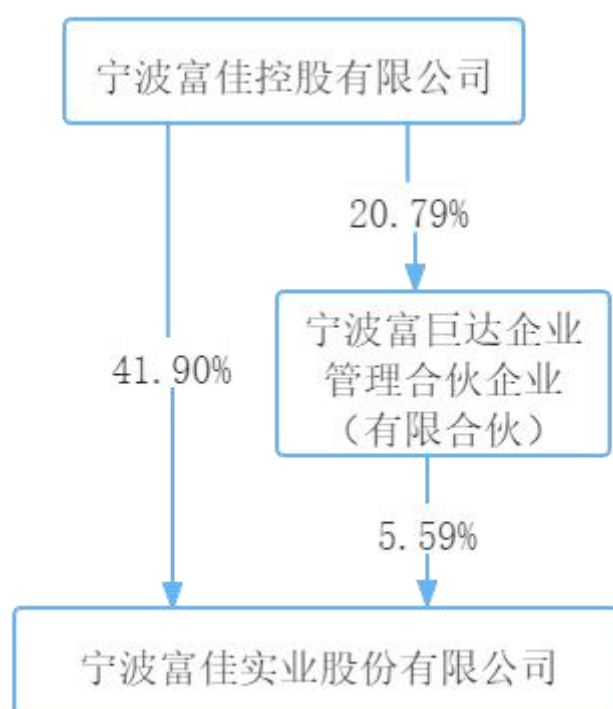 宁波富佳控股有限公司
20.79%
宁波富巨达企业
管理合伙企业
（有限合伙）
41.90%
5.59%
宁波富佳实业股份有限公司